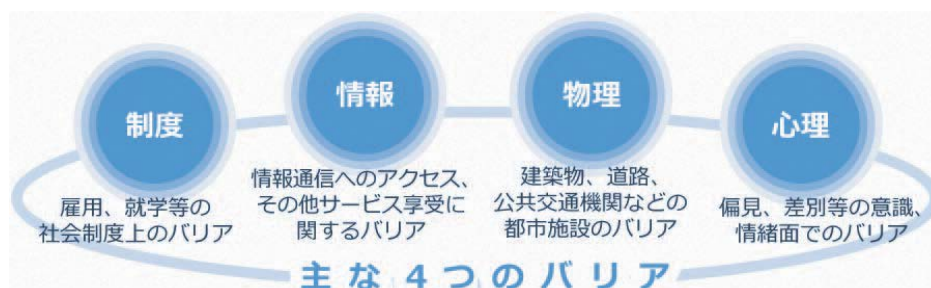 制度
雇用、就学等の
社会制度上のバリア
情報
情報通信へのアクセス、
その他サービス享受に
関するバリア
物理
建築物、道路、
公共交通機関などの
都市施設のバリア
心理
偏見、差別等の意識、
情緒面でのバリア
主な4つのバリア